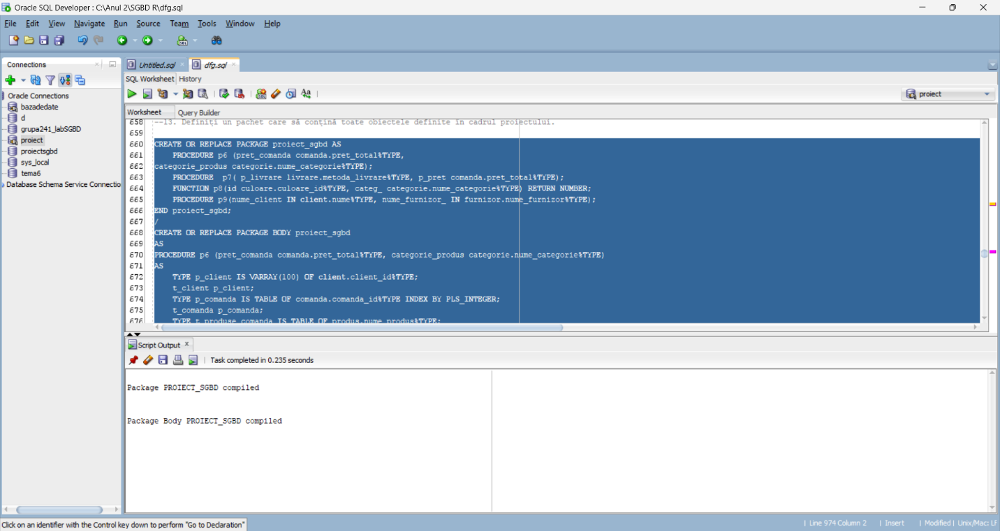 Oracle SQL Developer : C:\Anul 2\SGBD R\dfg.sql
File Edit View Navigate Run Source Team Tools Window Help
Connections
Oracle Connections
bazadedate
d
grupa241_labSGBD
proiect
proiectsgbd
sys_local
tema6
Database Schema Service Connectio
Untitled.sql dfg.sql
SQL Worksheet History
proiect
Worksheet Query Builder
658 --13. Definiți un pachet care să conțină toate obiectele definite în cadrul proiectului.
659
660 CREATE OR REPLACE PACKAGE proiect_sgbd AS
661 PROCEDURE p6 (pret_comanda comanda.pret_total%TYPE,
662 categorie_produs categorie.nume_categorie%TYPE);
663 PROCEDURE p7( p_livrare livrare.metoda_livrare%TYPE, p_pret comanda.pret_total%TYPE);
664 FUNCTION p8(id culoare.culoare_id%TYPE, categ_ categorie.nume_categorie%TYPE) RETURN NUMBER;
665 PROCEDURE p9(nume_client IN client.nume%TYPE, nume_furnizor_ IN furnizor.nume_furnizor%TYPE);
666 END proiect_sgbd;
667 /
668 CREATE OR REPLACE PACKAGE BODY proiect_sgbd
669 AS
670 PROCEDURE p6 (pret_comanda comanda.pret_total%TYPE, categorie_produs categorie.nume_categorie%TYPE)
671 AS
672 TYPE p_client IS VARRAY(100) OF client.client_id%TYPE;
673 t_client p_client;
674 TYPE p_comanda IS TABLE OF comanda.comanda_id%TYPE INDEX BY PLS_INTEGER;
675 t_comanda p_comanda;
676 TYPE t_produse_comanda IS TABLE OF produs.nume_produs%TYPE;
Script Output
Task completed in 0.235 seconds
Package PROIECT_SGBD compiled
Package Body PROIECT_SGBD compiled
Click on an identifier with the Control key down to perform "Go to Declaration"
Line 974 Column 2 | Insert | Modified | Unix/Mac: LF